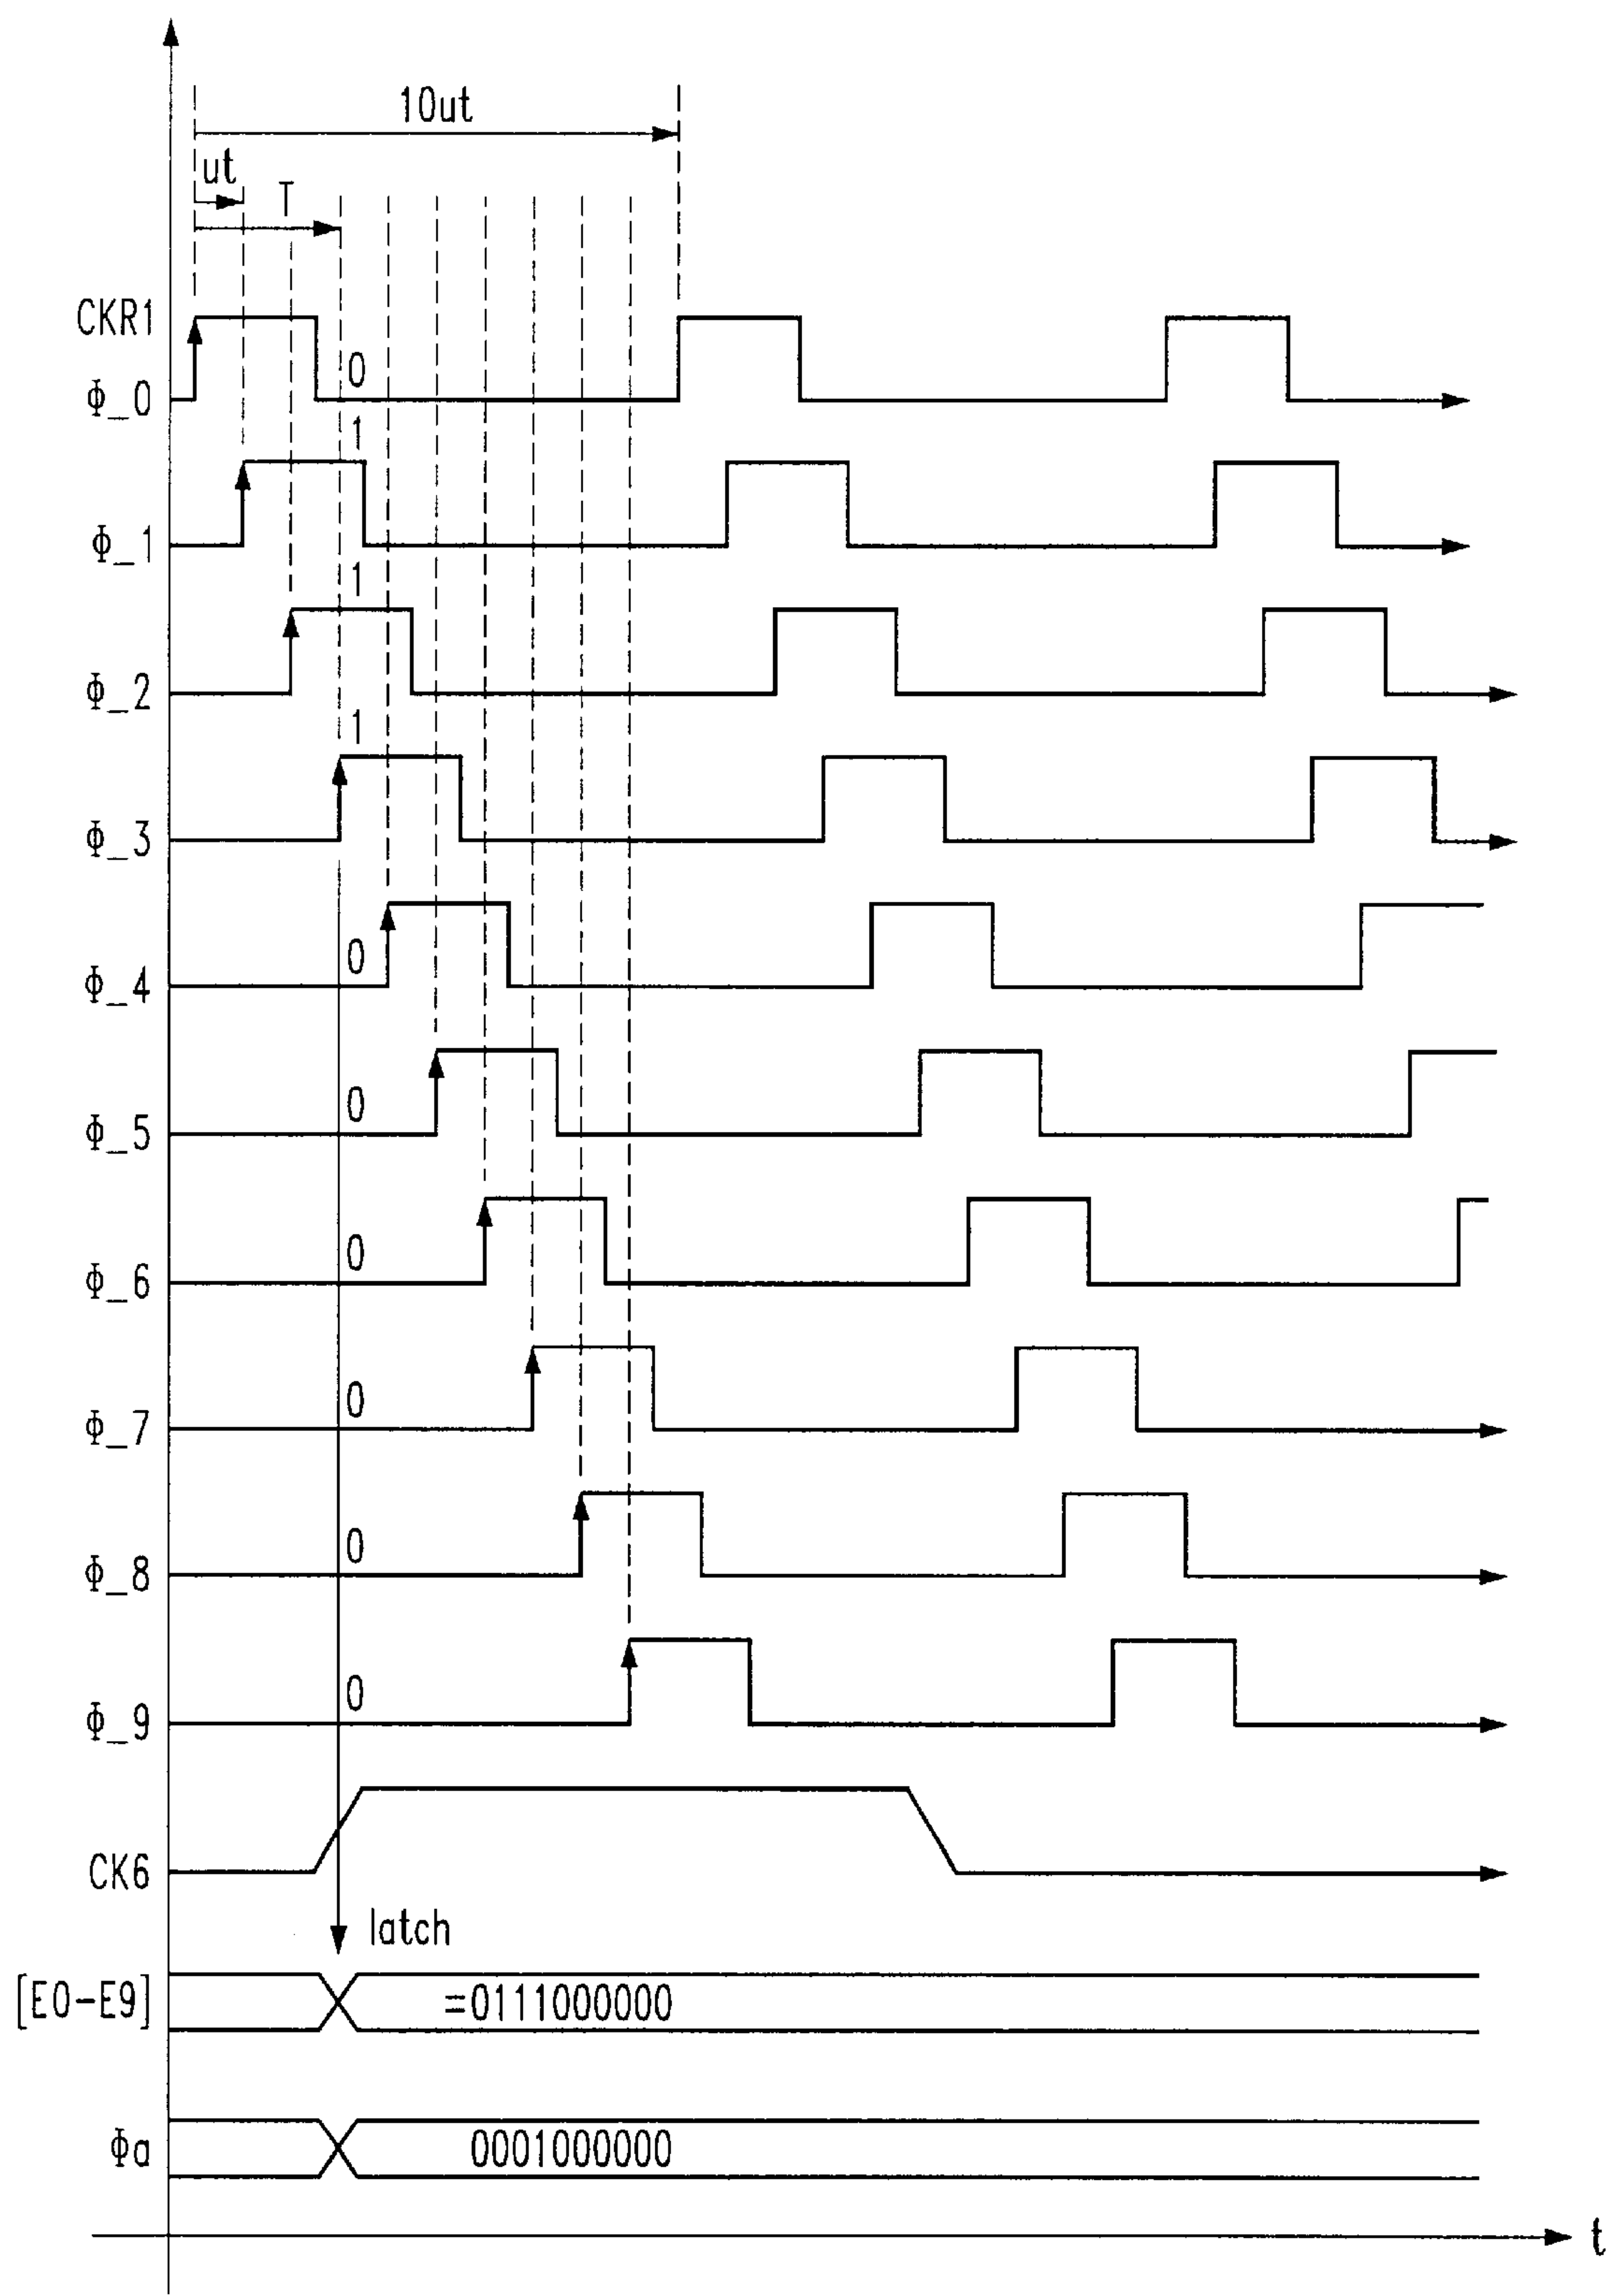 10ut
ut
T
CKR1
0
Φ_0
1
Φ_1
1
Φ_2
1
Φ_3
0
Φ_4
0
Φ_5
0
Φ_6
0
Φ_7
0
Φ_8
0
Φ_9
CK6
latch
[E0-E9] =0111000000
Φa 0001000000
t